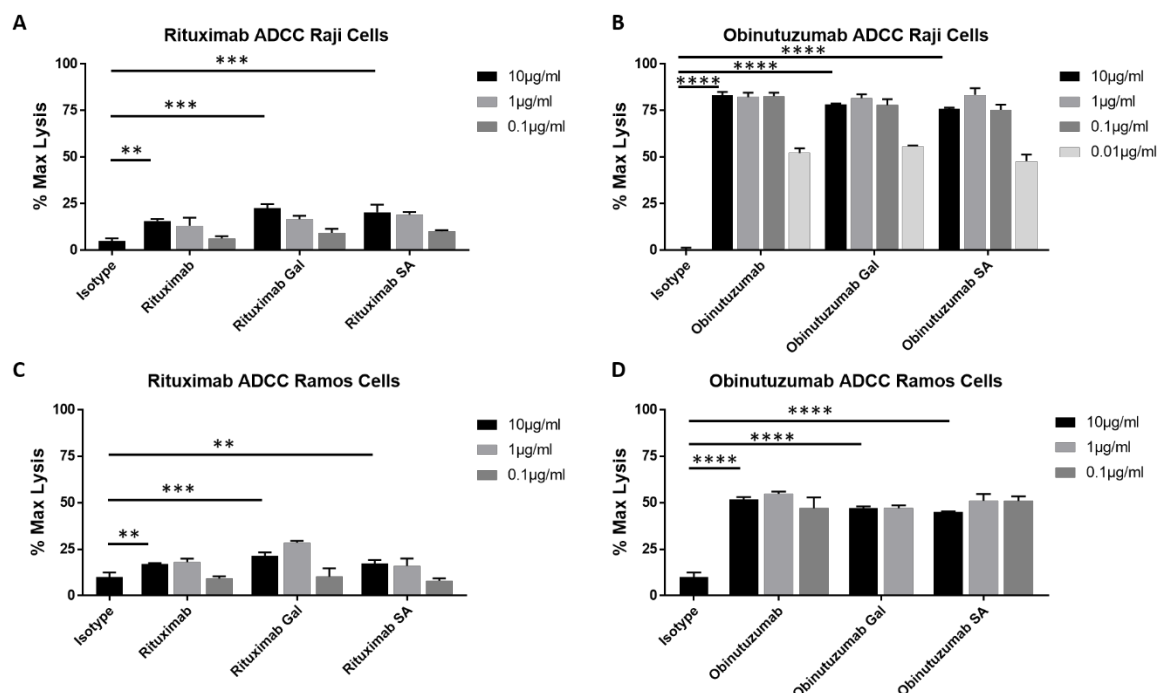 A
Rituximab ADCC Raji Cells
% Max Lysis
100
75
50
25
0
***
***
**
10µg/ml
1µg/ml
0.1µg/ml
Isotype
Rituximab
Rituximab Gal
Rituximab SA
B
Obinutuzumab ADCC Raji Cells
% Max Lysis
100
75
50
25
0
****
****
****
10µg/ml
1µg/ml
0.1µg/ml
0.01µg/ml
Isotype
Obinutuzumab
Obinutuzumab Gal
Obinutuzumab SA
C
Rituximab ADCC Ramos Cells
% Max Lysis
100
75
50
25
0
**
***
**
10µg/ml
1µg/ml
0.1µg/ml
Isotype
Rituximab
Rituximab Gal
Rituximab SA
D
Obinutuzumab ADCC Ramos Cells
% Max Lysis
100
75
50
25
0
****
****
****
10µg/ml
1µg/ml
0.1µg/ml
Isotype
Obinutuzumab
Obinutuzumab Gal
Obinutuzumab SA